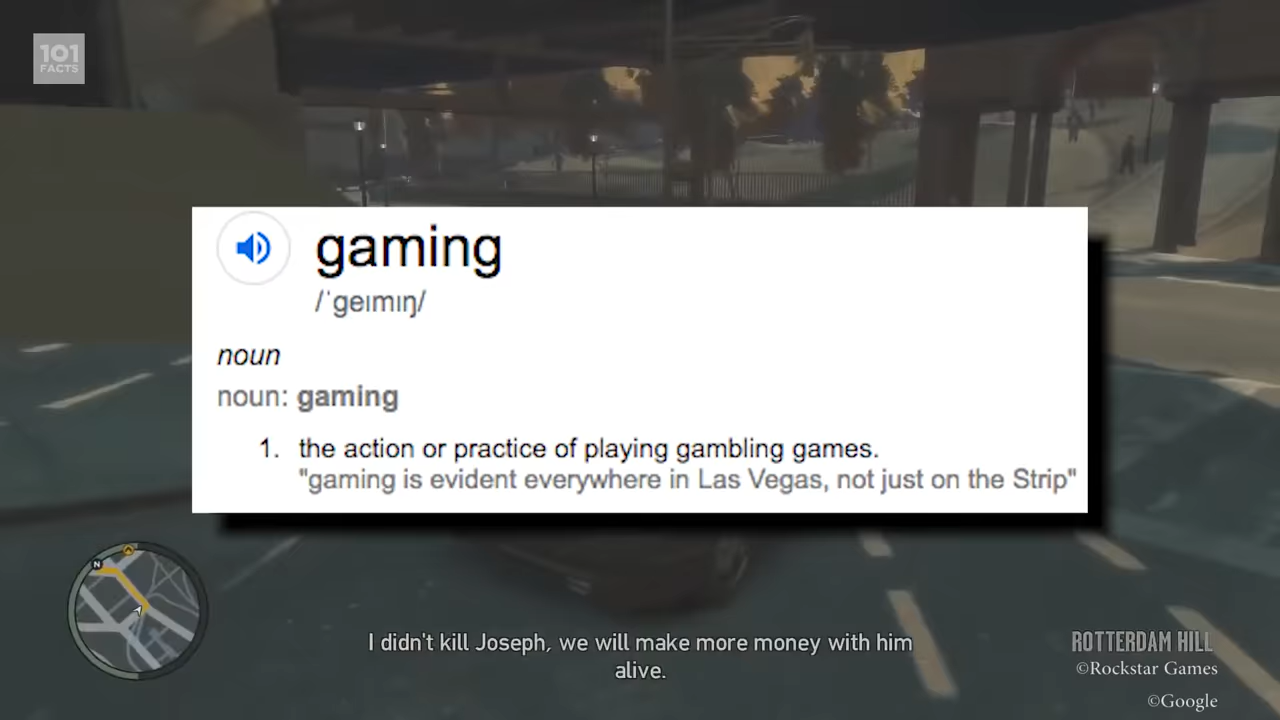 101
FACTS
gaming
/ˈɡeɪmɪŋ/
noun
noun: gaming
1. the action or practice of playing gambling games.
"gaming is evident everywhere in Las Vegas, not just on the Strip"
N
I didn't kill Joseph, we will make more money with him
alive.
ROTTERDAM HILL
©Rockstar Games
©Google